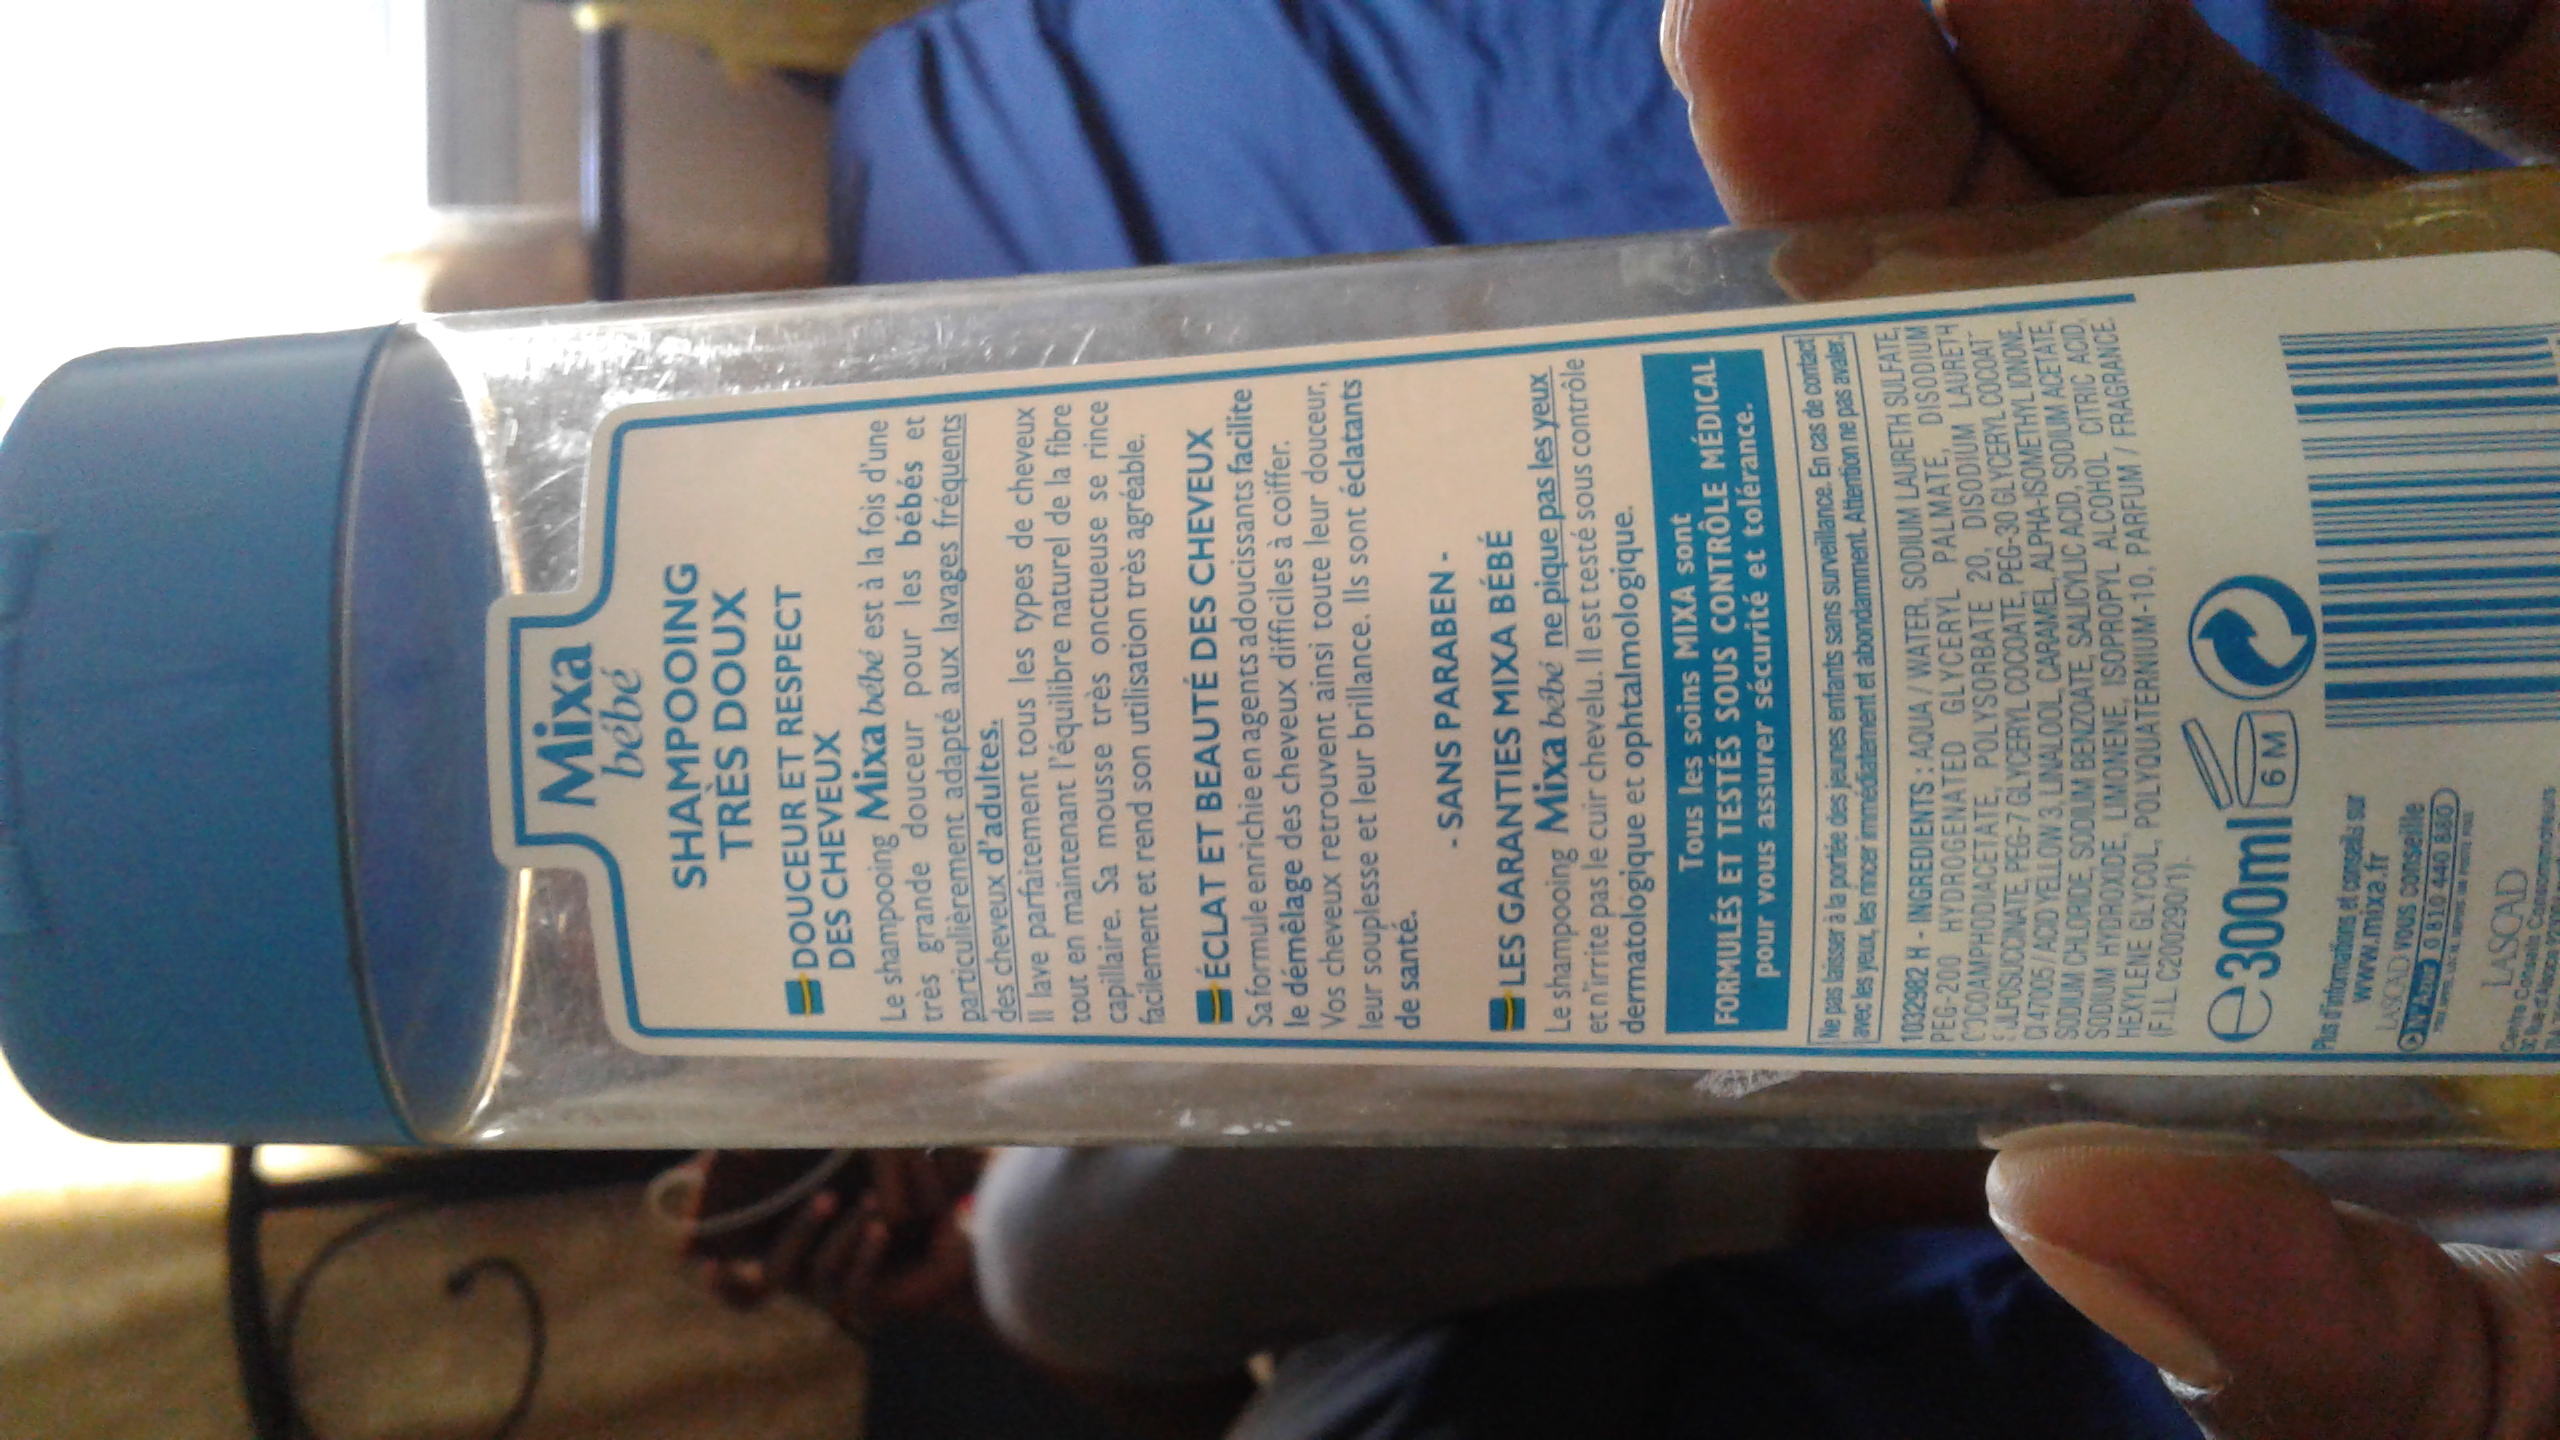 Mixa
bébé
SHAMPOOING
TRÈS DOUX
DOUCEUR ET RESPECT
DES CHEVEUX
Le shampooing Mixa bébé est à la fois d'une
très grande douceur pour les bébés et
particulièrement adapté aux lavages fréquents
des cheveux d'adultes.
Il lave parfaitement tous les types de cheveux
tout en maintenant l'équilibre naturel de la fibre
capillaire. Sa mousse très onctueuse se rince
facilement et rend son utilisation très agréable.
ÉCLAT ET BEAUTÉ DES CHEVEUX
Sa formule enrichie en agents adoucissants facilite
le démêlage des cheveux difficiles à coiffer.
Vos cheveux retrouvent ainsi toute leur douceur,
leur souplesse et leur brillance. Ils sont éclatants
de santé.
- SANS PARABEN -
LES GARANTIES MIXA BÉBÉ
Le shampooing Mixa bébé ne pique pas les yeux
et n'irrite pas le cuir chevelu. Il est testé sous contrôle
dermatologique et ophtalmologique.
Tous les soins MIXA sont
FORMULÉS ET TESTÉS SOUS CONTRÔLE MÉDICAL
pour vous assurer sécurité et tolérance.
Ne pas laisser à la portée des jeunes enfants sans surveillance. En cas de contact
avec les yeux, les rincer immédiatement et abondamment. Attention ne pas avaler.
1032982 H - INGREDIENTS : AQUA / WATER, SODIUM LAURETH SULFATE,
PEG-200 HYDROGENATED GLYCERYL PALMATE, DISODIUM
COCOAMPHODIACETATE, POLYSORBATE 20, DISODIUM LAURETH
SULFOSUCCINATE, PEG-7 GLYCERYL COCOATE, PEG-30 GLYCERYL COCOAT
CI 47005 / ACID YELLOW 3, LINALOOL, CARAMEL, ALPHA-ISOMETHYL IONONE,
SODIUM CHLORIDE, SODIUM BENZOATE, SALICYLIC ACID, SODIUM ACETATE,
SODIUM HYDROXIDE, LIMONENE, ISOPROPYL ALCOHOL CITRIC ACID,
HEXYLENE GLYCOL, POLYQUATERNIUM-10, PARFUM / FRAGRANCE.
(F.I.L. C200290/1).
e300ml 6 M
Plus d'informations et conseils sur
www.mixa.fr
LASCAD vous conseille
N°Azur 0 810 440 880
LASCAD
Centre Conseils Consommateurs